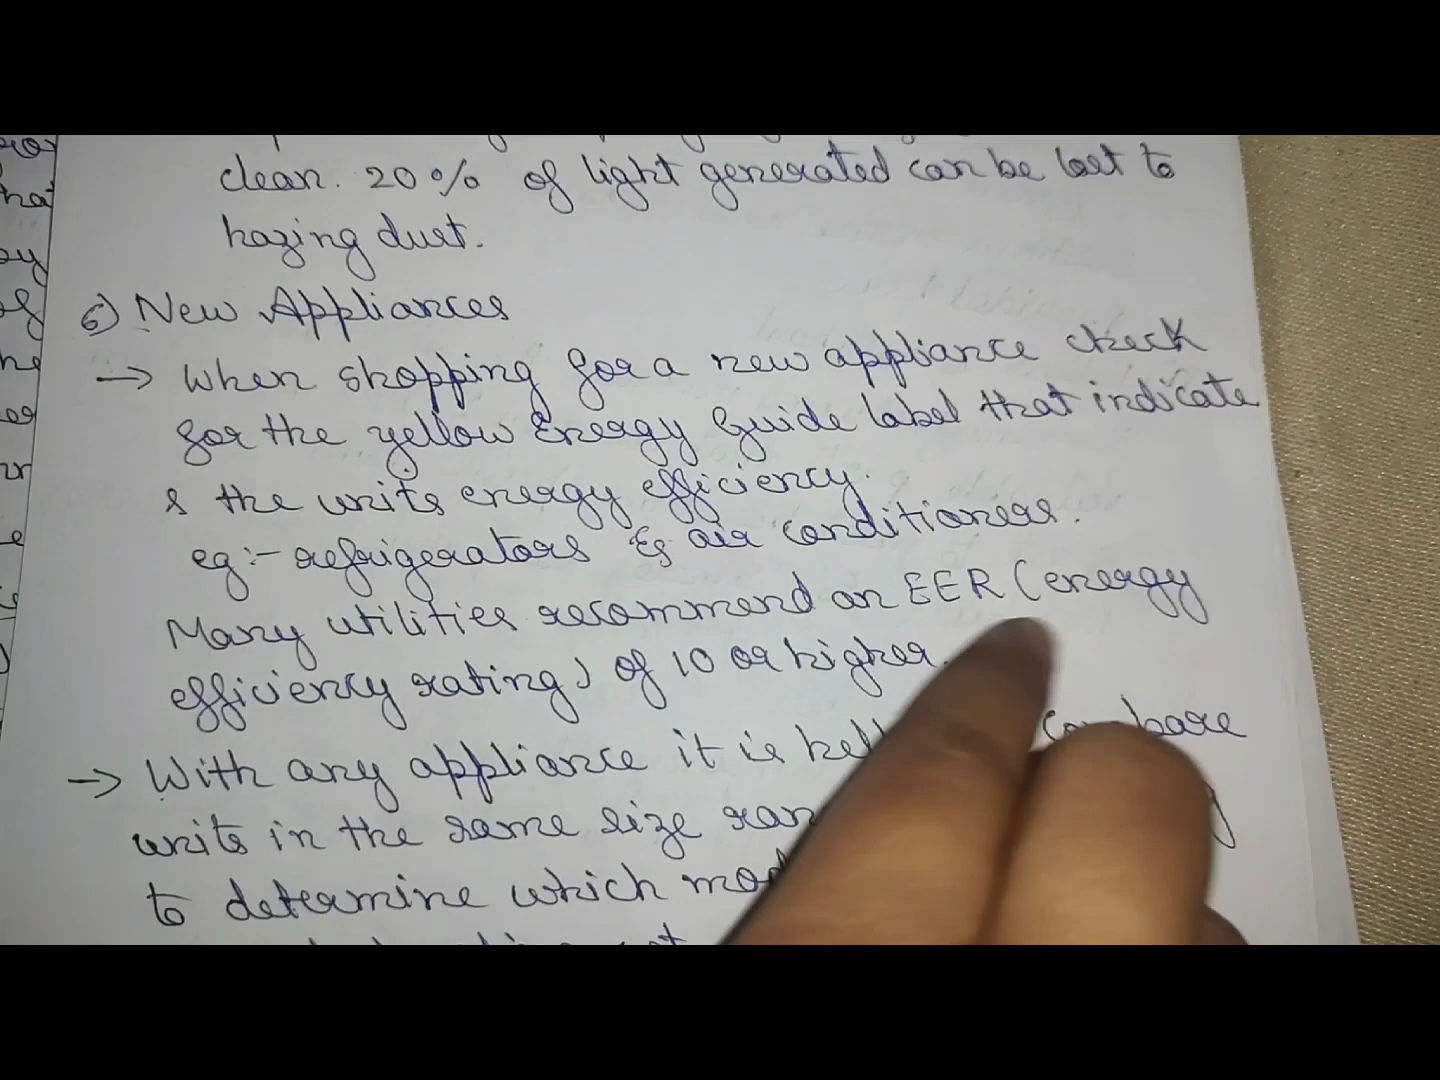 clean. 20% of light generated can be lost to
hazing dust.
6) New Appliances
→ When shopping for a new appliance check
for the yellow Energy Guide label that indicate
s the units energy efficiency.
eg:- refrigerators & air conditioners.
Many utilities recommend an EER (energy
efficiency rating) of 10 or higher.
→ With any appliance it is compare
units in the same size
to determine which